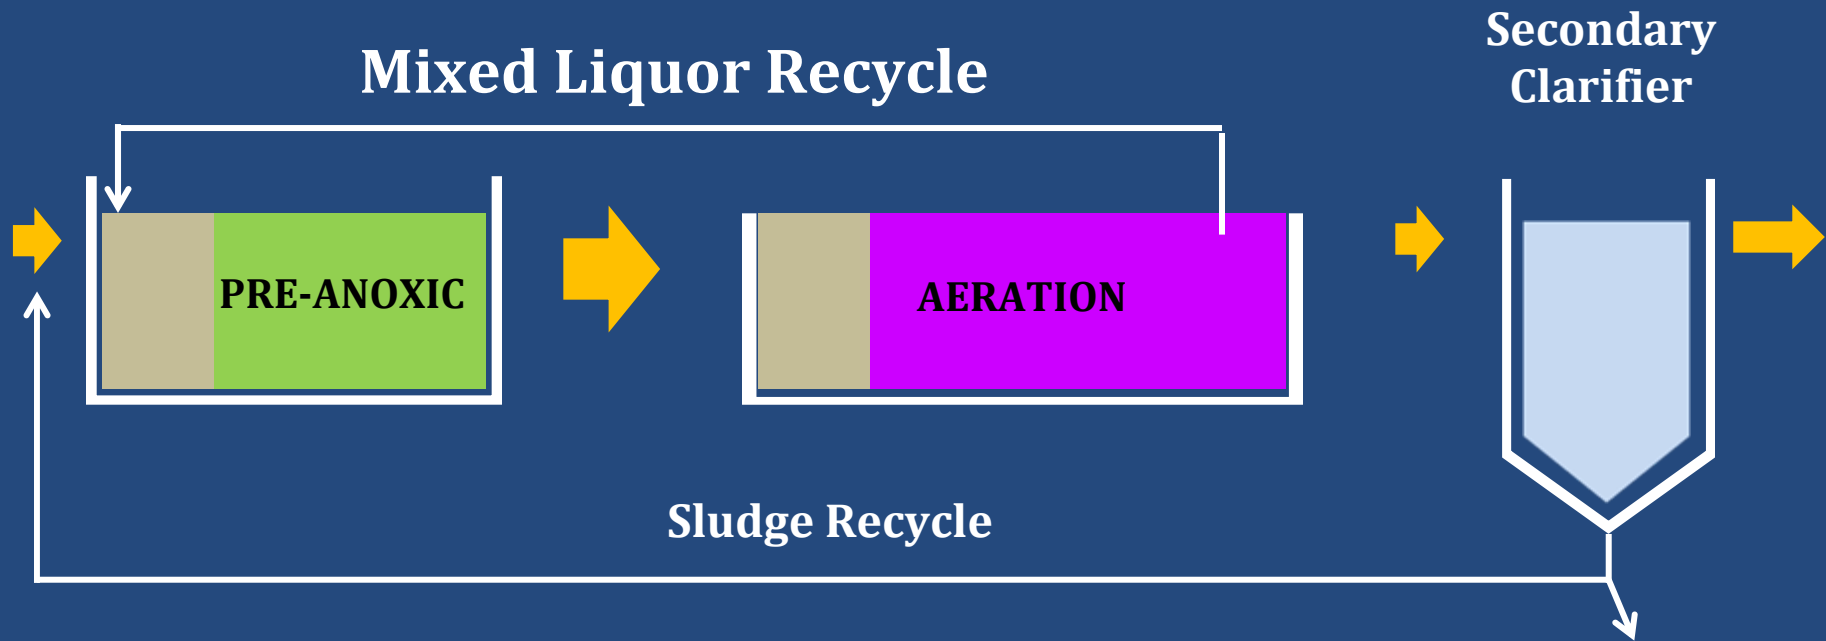 Secondary
Clarifier
Mixed Liquor Recycle
PRE-ANOXIC
AERATION
Sludge Recycle